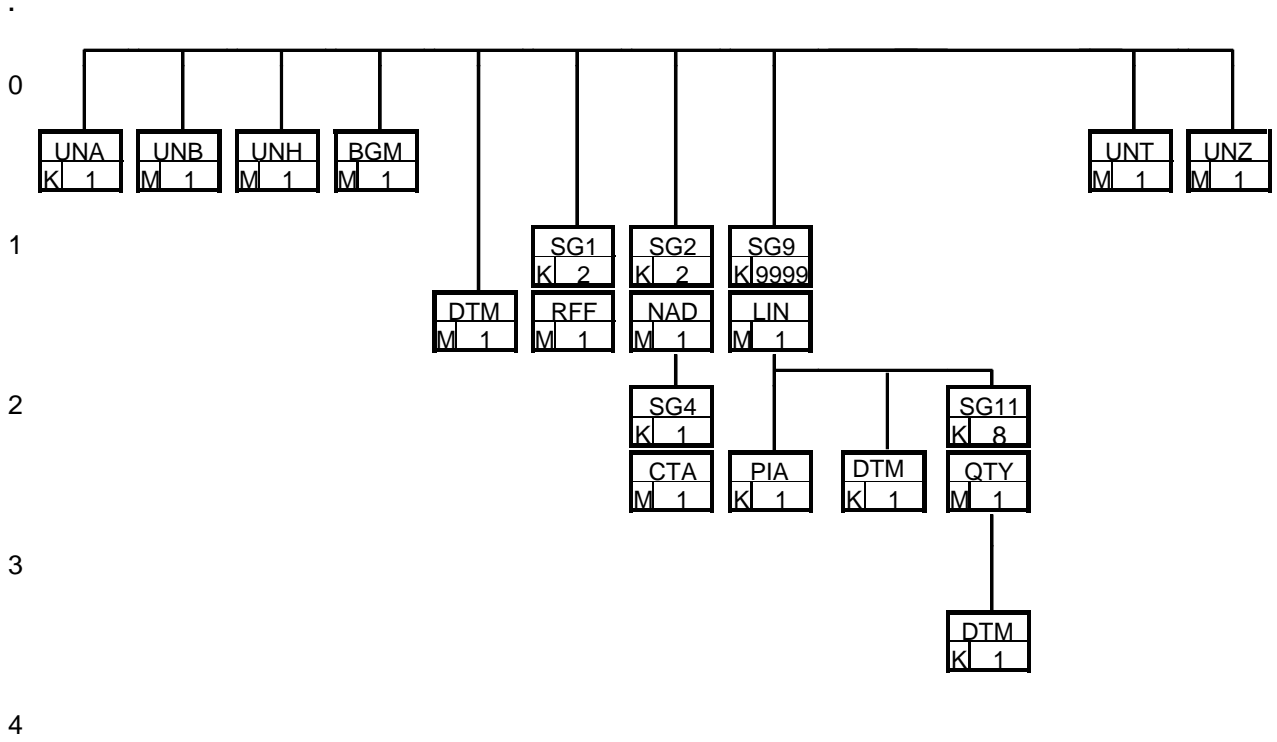 .
0
UNA UNB UNH BGM UNT UNZ
K 1 M 1 M 1 M 1 M 1 M 1
1
SG1 SG2 SG9
K 2 K 2 K 9999
DTM RFF NAD LIN
M 1 M 1 M 1 M 1
2
SG4 SG11
K 1 K 8
CTA PIA DTM QTY
M 1 K 1 K 1 M 1
3
DTM
K 1
4